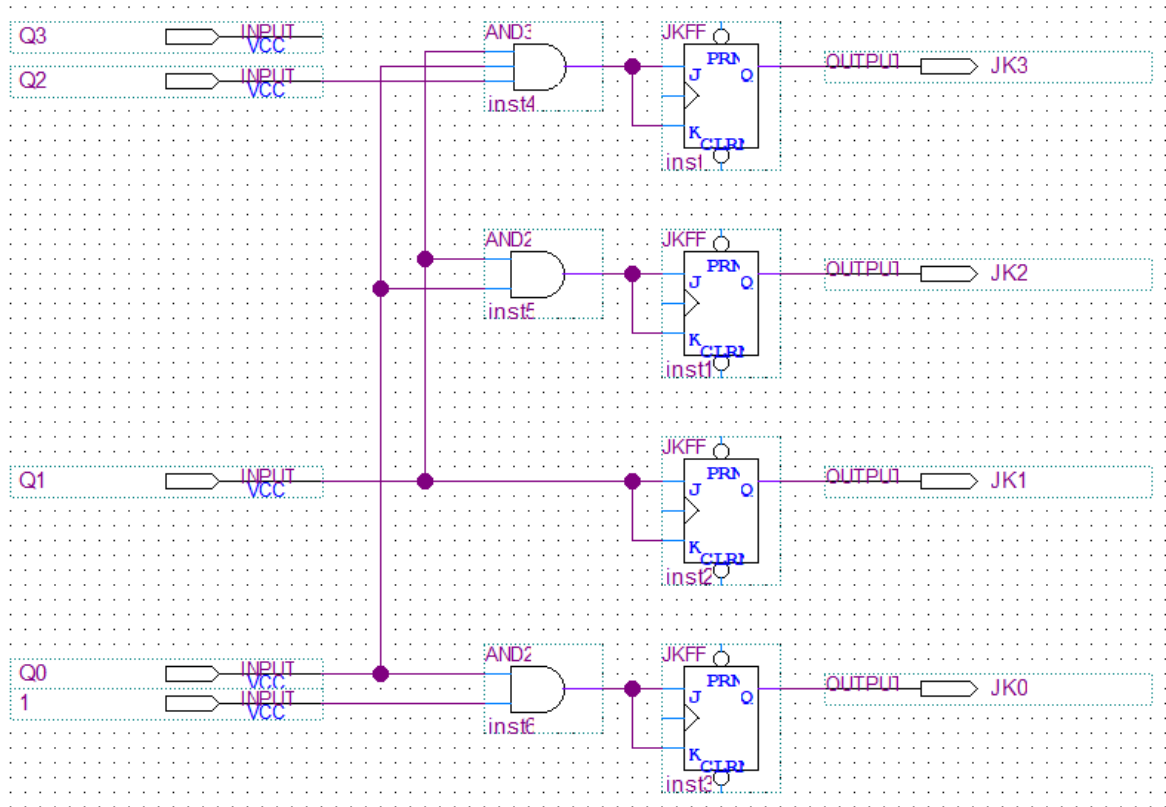 Q3 INPUT VCC
Q2 INPUT VCC
AND3
inst4
JKFF
PRN
J Q
K
CLRN
inst
OUTPUT JK3
AND2
inst5
JKFF
PRN
J Q
K
CLRN
inst1
OUTPUT JK2
Q1 INPUT VCC
JKFF
PRN
J Q
K
CLRN
inst2
OUTPUT JK1
Q0 INPUT VCC
1 INPUT VCC
AND2
inst6
JKFF
PRN
J Q
K
CLRN
inst3
OUTPUT JK0